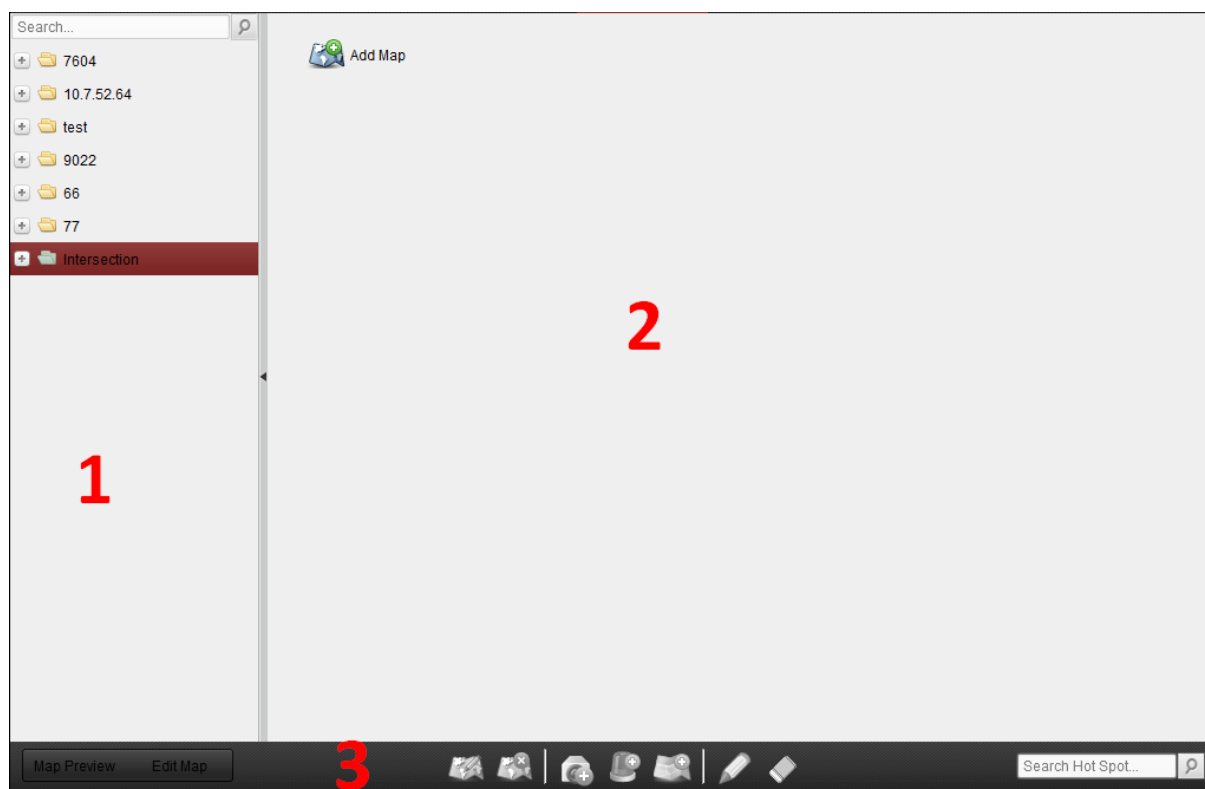 Search...
7604
10.7.52.64
test
9022
66
77
Intersection
Add Map
1
2
3
Map Preview
Edit Map
Search Hot Spot...